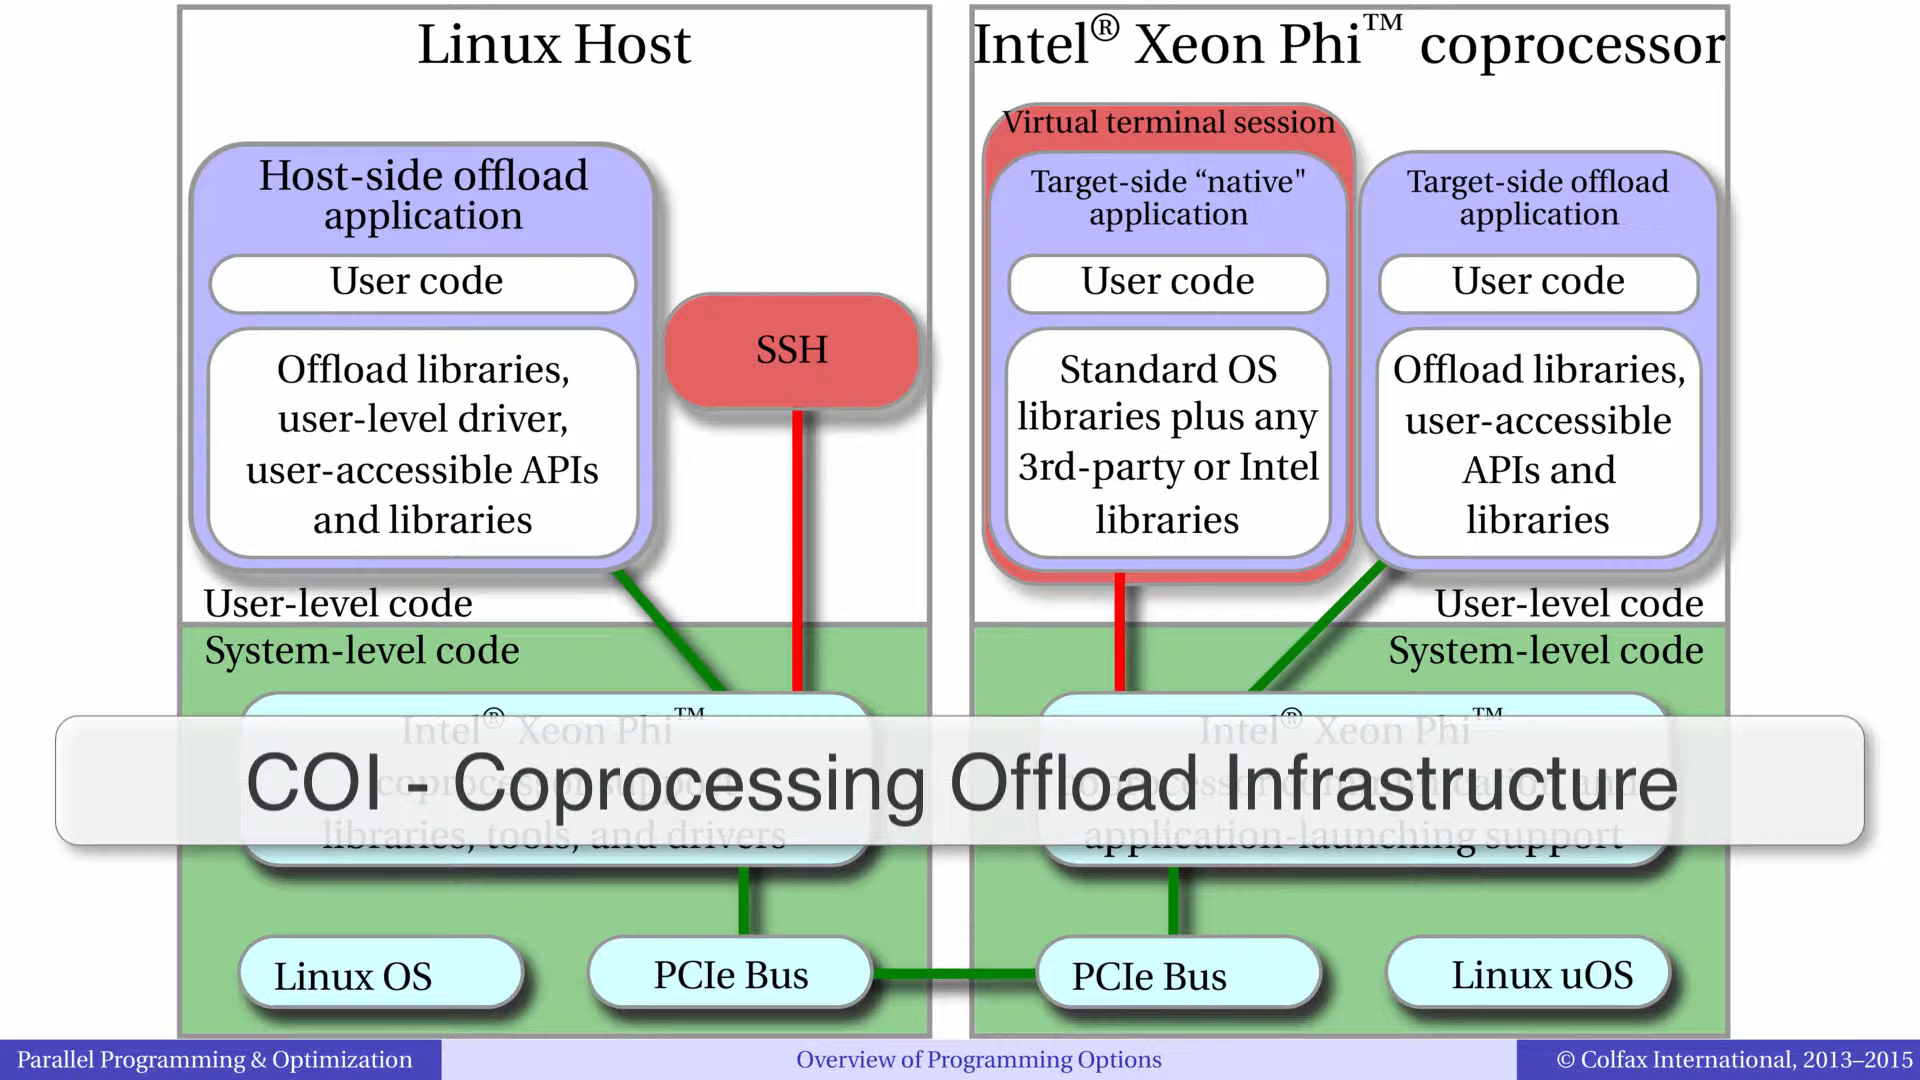 Linux Host
Host-side offload
application
User code
Offload libraries,
user-level driver,
user-accessible APIs
and libraries
SSH
User-level code
System-level code
Intel® Xeon Phi™
coprocessor support
libraries, tools, and drivers
Linux OS
PCIe Bus
Intel® Xeon Phi™ coprocessor
Virtual terminal session
Target-side “native"
application
User code
Standard OS
libraries plus any
3rd-party or Intel
libraries
Target-side offload
application
User code
Offload libraries,
user-accessible
APIs and
libraries
User-level code
System-level code
Intel® Xeon Phi™
coprocessor communication and
application-launching support
PCIe Bus
Linux uOS
COI - Coprocessing Offload Infrastructure
Parallel Programming & Optimization
Overview of Programming Options
© Colfax International, 2013–2015